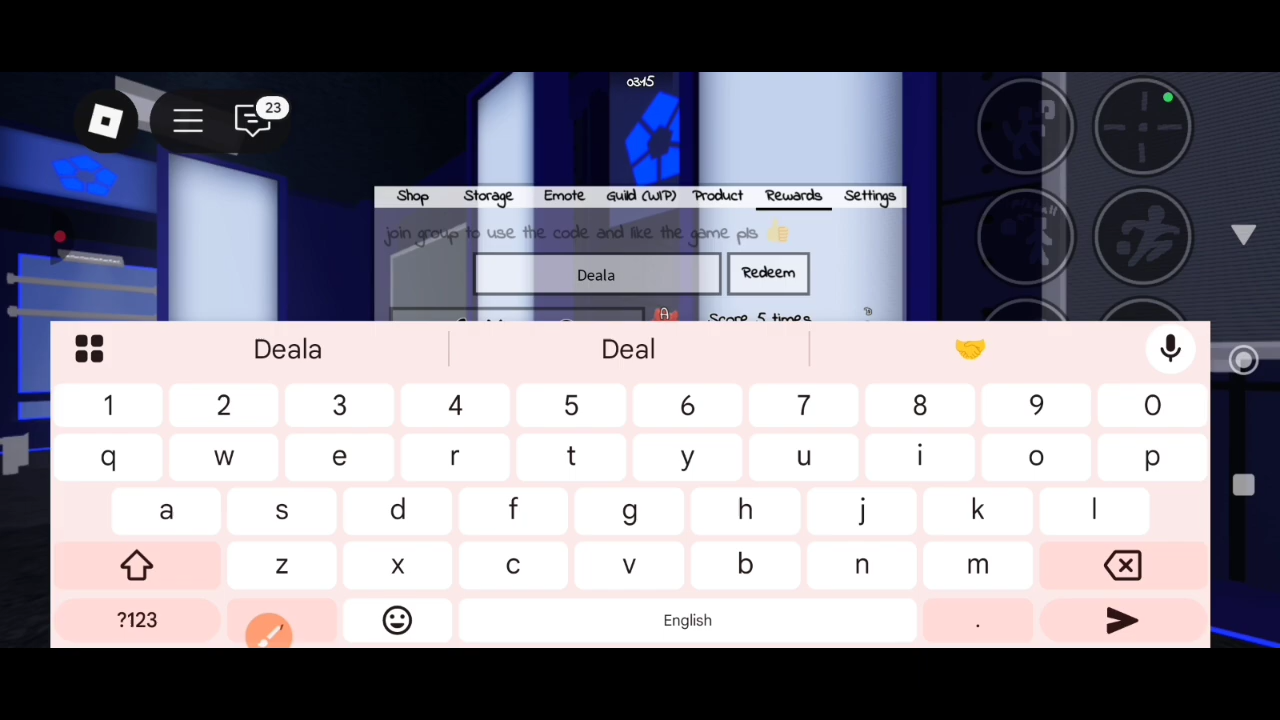 03:15
23
Shop Storage Emote Guild (WIP) Product Rewards Settings
join group to use the code and like the game pls 👍
Deala Redeem
Score 5 times
Deala Deal 🤝
1 2 3 4 5 6 7 8 9 0
q w e r t y u i o p
a s d f g h j k l
z x c v b n m
?123 English .